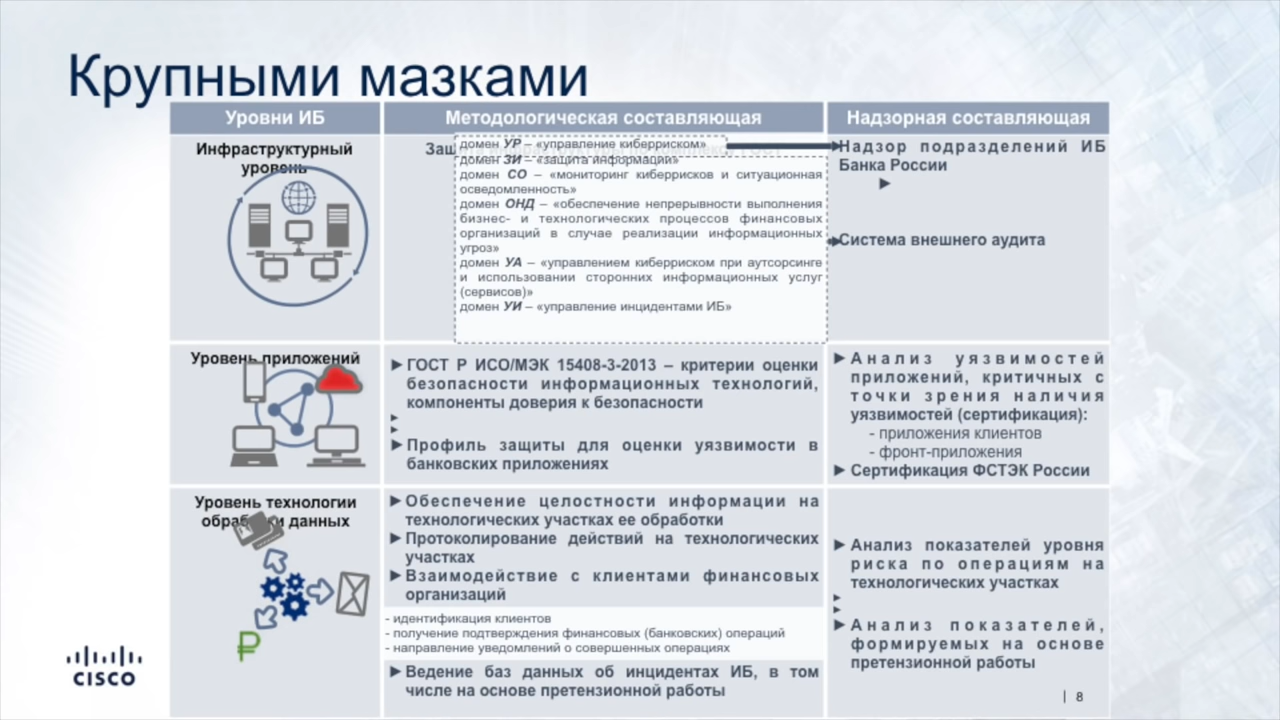 Крупными мазками
Уровни ИБ
Методологическая составляющая
Надзорная составляющая
Инфраструктурный
уровень
домен УР – «управление киберриском»
домен ЗИ – «защита информации»
домен СО – «мониторинг киберрисков и ситуационная
осведомленность»
домен ОНД – «обеспечение непрерывности выполнения
бизнес- и технологических процессов финансовых
организаций в случае реализации информационных
угроз»
домен УА – «управлением киберриском при аутсорсинге
и использовании сторонних информационных услуг
(сервисов)»
домен УИ – «управление инцидентами ИБ»
Надзор подразделений ИБ
Банка России
Система внешнего аудита
Уровень приложений
ГОСТ Р ИСО/МЭК 15408-3-2013 – критерии оценки
безопасности информационных технологий,
компоненты доверия к безопасности
Профиль защиты для оценки уязвимости в
банковских приложениях
Анализ уязвимостей
приложений, критичных с
точки зрения наличия
уязвимостей (сертификация):
- приложения клиентов
- фронт-приложения
Сертификация ФСТЭК России
Уровень технологии
обработки данных
Обеспечение целостности информации на
технологических участках ее обработки
Протоколирование действий на технологических
участках
Взаимодействие с клиентами финансовых
организаций
- идентификация клиентов
- получение подтверждения финансовых (банковских) операций
- направление уведомлений о совершенных операциях
Ведение баз данных об инцидентах ИБ, в том
числе на основе претензионной работы
Анализ показателей уровня
риска по операциям на
технологических участках
Анализ показателей,
формируемых на основе
претензионной работы
CISCO
| 8